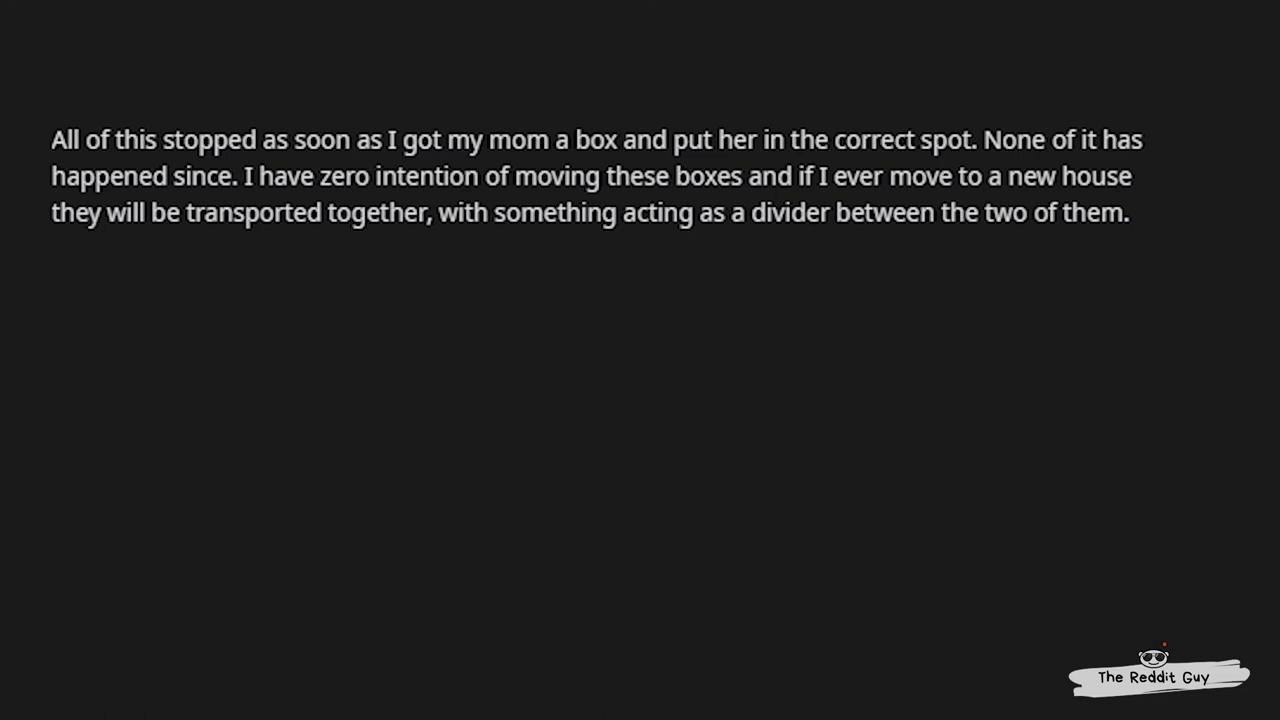 All of this stopped as soon as I got my mom a box and put her in the correct spot. None of it has
happened since. I have zero intention of moving these boxes and if I ever move to a new house
they will be transported together, with something acting as a divider between the two of them.
The Reddit Guy